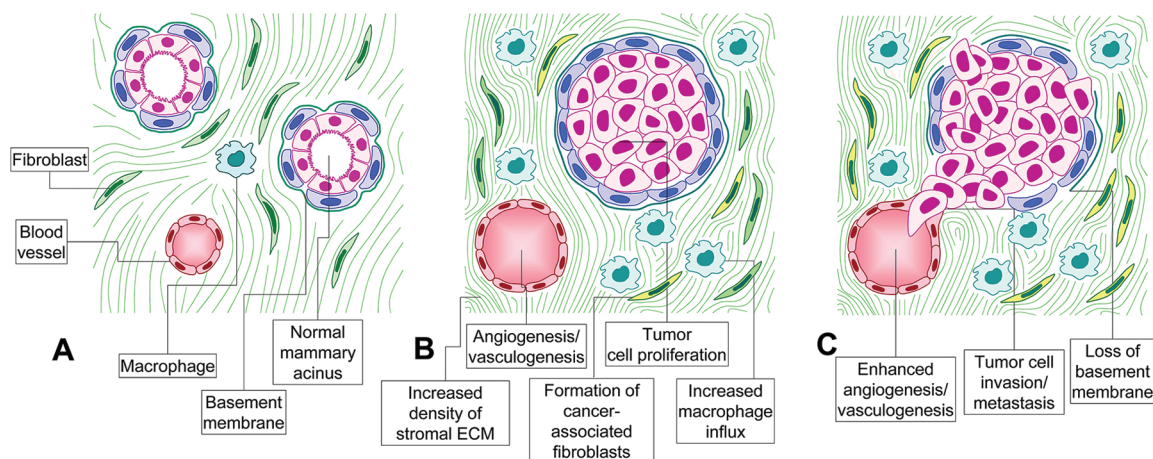 Fibroblast
Blood
vessel
A
Macrophage
Basement
membrane
Normal
mammary
acinus
B
Increased
density of
stromal ECM
Angiogenesis/
vasculogenesis
Formation of
cancer-
associated
fibroblasts
Tumor
cell proliferation
Increased
macrophage
influx
C
Enhanced
angiogenesis/
vasculogenesis
Tumor cell
invasion/
metastasis
Loss of
basement
membrane